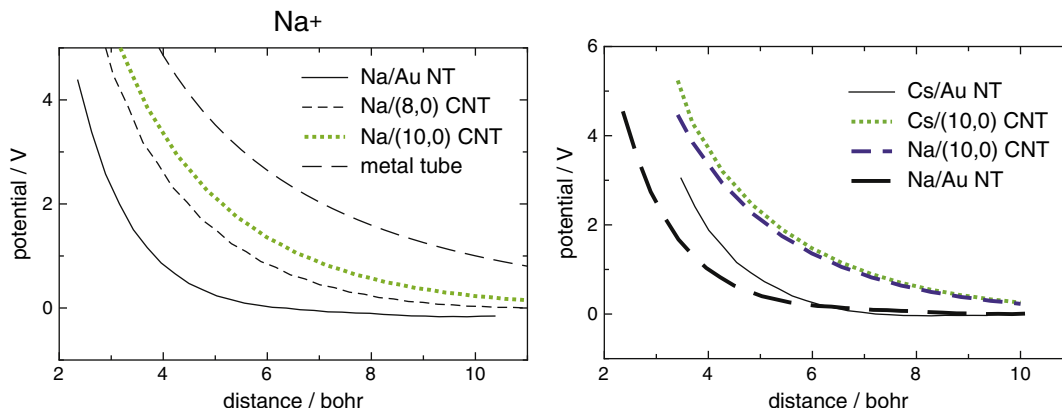 Na+
potential / V
4
2
0
2
4
6
8
10
distance / bohr
Na/Au NT
Na/(8,0) CNT
Na/(10,0) CNT
metal tube
potential / V
6
4
2
0
2
4
6
8
10
distance / bohr
Cs/Au NT
Cs/(10,0) CNT
Na/(10,0) CNT
Na/Au NT